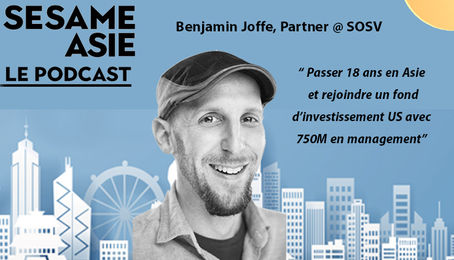 SESAME
ASIE
LE PODCAST
Benjamin Joffe, Partner @ SOSV
“ Passer 18 ans en Asie
et rejoindre un fond
d’investissement US avec
750M en management”